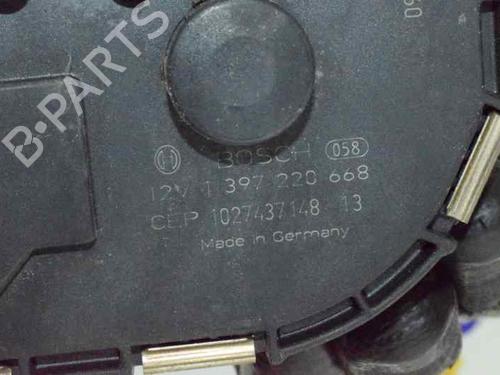 B-PARTS
BOSCH 058
12V 1 397 220 668
CEP 1027437148 13
Made in Germany